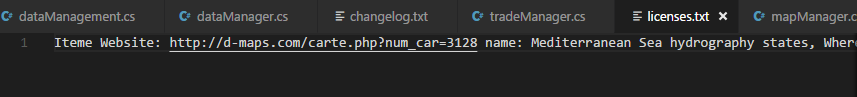 dataManagement.cs dataManager.cs changelog.txt tradeManager.cs licenses.txt mapManager.c
1 Iteme Website: http://d-maps.com/carte.php?num_car=3128 name: Mediterranean Sea hydrography states, Wher